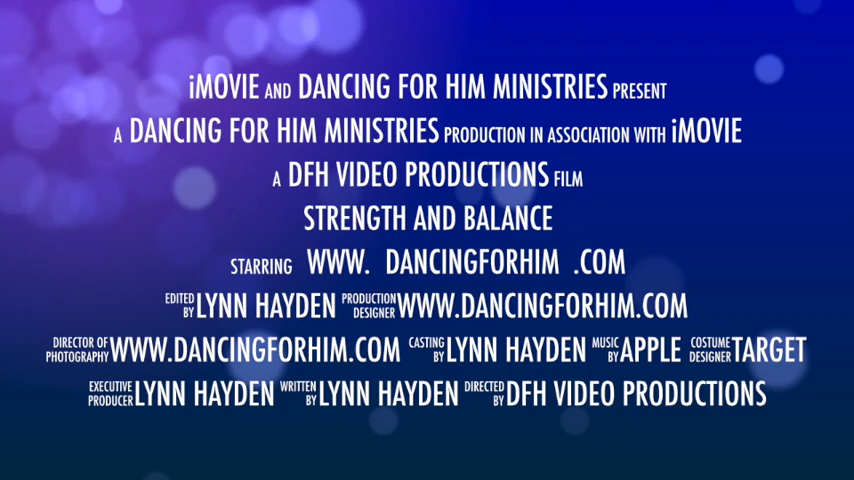 iMOVIE AND DANCING FOR HIM MINISTRIES PRESENT
A DANCING FOR HIM MINISTRIES PRODUCTION IN ASSOCIATION WITH iMOVIE
A DFH VIDEO PRODUCTIONS FILM
STRENGTH AND BALANCE
STARRING WWW. DANCINGFORHIM .COM
EDITED BY LYNN HAYDEN PRODUCTION DESIGNER WWW.DANCINGFORHIM.COM
DIRECTOR OF PHOTOGRAPHY WWW.DANCINGFORHIM.COM CASTING BY LYNN HAYDEN MUSIC BY APPLE COSTUME DESIGNER TARGET
EXECUTIVE PRODUCER LYNN HAYDEN WRITTEN BY LYNN HAYDEN DIRECTED BY DFH VIDEO PRODUCTIONS